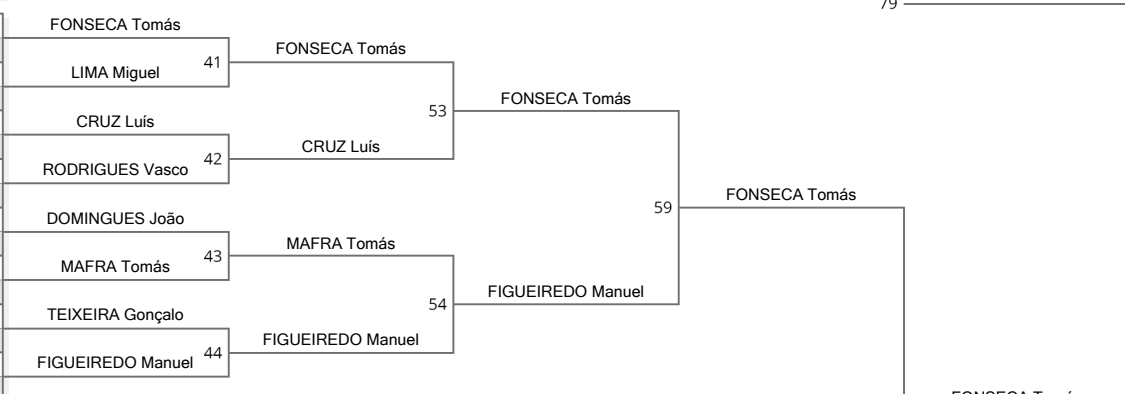 79
FONSECA Tomás
FONSECA Tomás
41
LIMA Miguel
FONSECA Tomás
53
CRUZ Luís
CRUZ Luís
42
RODRIGUES Vasco
FONSECA Tomás
59
DOMINGUES João
MAFRA Tomás
43
MAFRA Tomás
FIGUEIREDO Manuel
54
TEIXEIRA Gonçalo
FIGUEIREDO Manuel
44
FIGUEIREDO Manuel